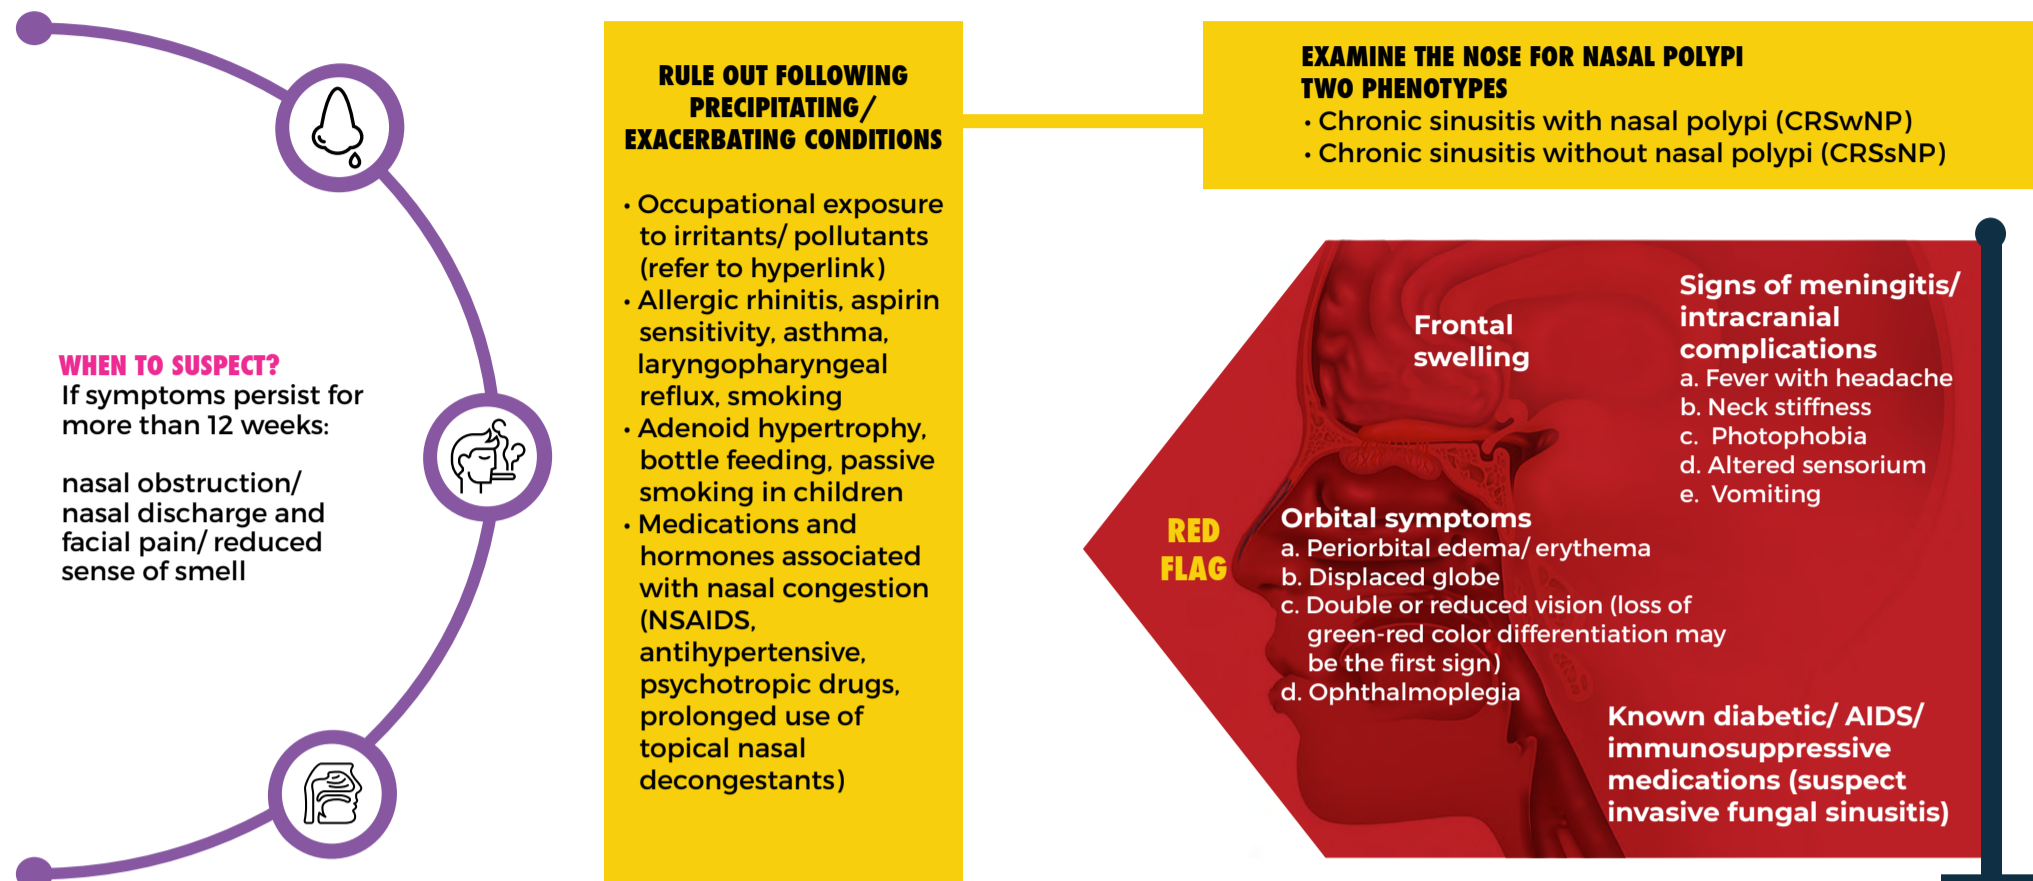 WHEN TO SUSPECT?
If symptoms persist for
more than 12 weeks:
nasal obstruction/
nasal discharge and
facial pain/ reduced
sense of smell
RULE OUT FOLLOWING
PRECIPITATING/
EXACERBATING CONDITIONS
• Occupational exposure
to irritants/ pollutants
(refer to hyperlink)
• Allergic rhinitis, aspirin
sensitivity, asthma,
laryngopharyngeal
reflux, smoking
• Adenoid hypertrophy,
bottle feeding, passive
smoking in children
• Medications and
hormones associated
with nasal congestion
(NSAIDS,
antihypertensive,
psychotropic drugs,
prolonged use of
topical nasal
decongestants)
EXAMINE THE NOSE FOR NASAL POLYPI
TWO PHENOTYPES
• Chronic sinusitis with nasal polypi (CRSwNP)
• Chronic sinusitis without nasal polypi (CRSsNP)
RED
FLAG
Frontal
swelling
Signs of meningitis/
intracranial
complications
a. Fever with headache
b. Neck stiffness
c. Photophobia
d. Altered sensorium
e. Vomiting
Orbital symptoms
a. Periorbital edema/ erythema
b. Displaced globe
c. Double or reduced vision (loss of
green-red color differentiation may
be the first sign)
d. Ophthalmoplegia
Known diabetic/ AIDS/
immunosuppressive
medications (suspect
invasive fungal sinusitis)